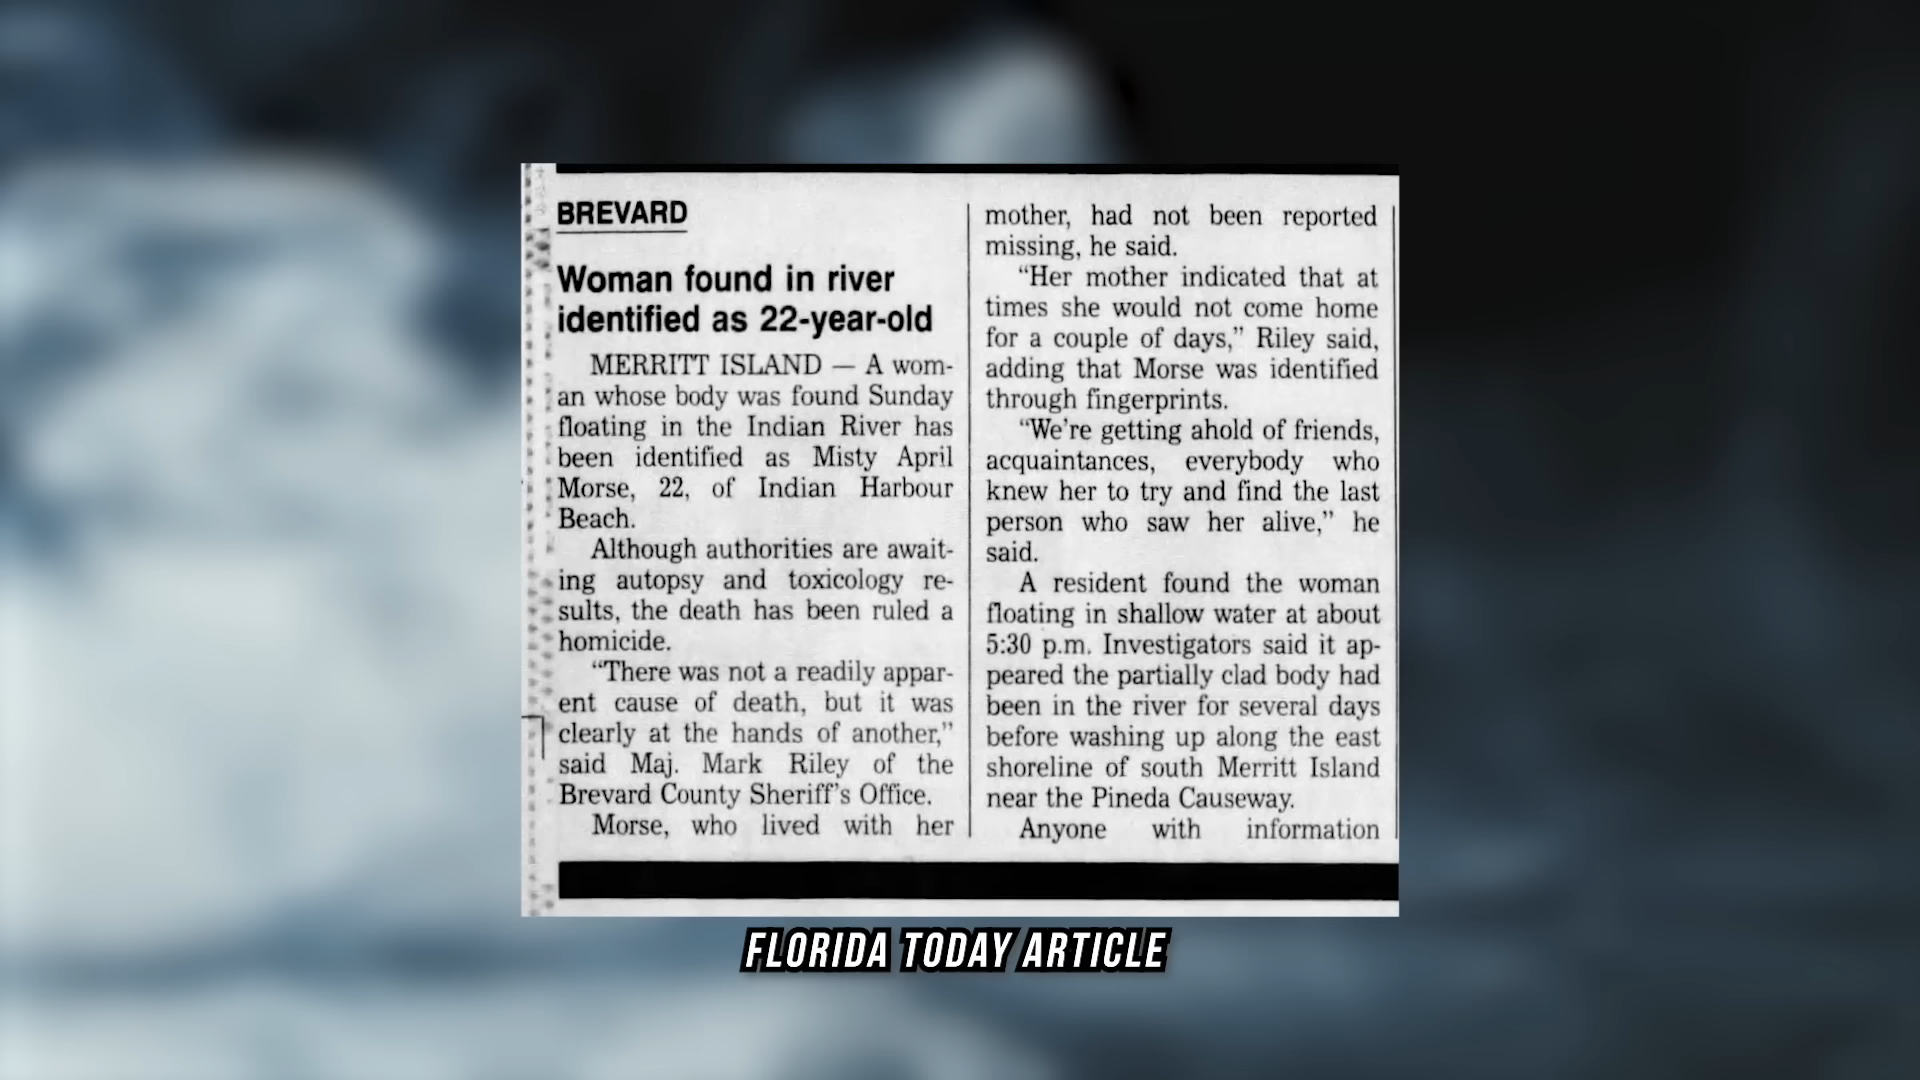 BREVARD
Woman found in river
identified as 22-year-old
MERRITT ISLAND — A wom-
an whose body was found Sunday
floating in the Indian River has
been identified as Misty April
Morse, 22, of Indian Harbour
Beach.
Although authorities are await-
ing autopsy and toxicology re-
sults, the death has been ruled a
homicide.
“There was not a readily appar-
ent cause of death, but it was
clearly at the hands of another,”
said Maj. Mark Riley of the
Brevard County Sheriff’s Office.
Morse, who lived with her
mother, had not been reported
missing, he said.
“Her mother indicated that at
times she would not come home
for a couple of days,” Riley said,
adding that Morse was identified
through fingerprints.
“We’re getting ahold of friends,
acquaintances, everybody who
knew her to try and find the last
person who saw her alive,” he
said.
A resident found the woman
floating in shallow water at about
5:30 p.m. Investigators said it ap-
peared the partially clad body had
been in the river for several days
before washing up along the east
shoreline of south Merritt Island
near the Pineda Causeway.
Anyone with information
FLORIDA TODAY ARTICLE